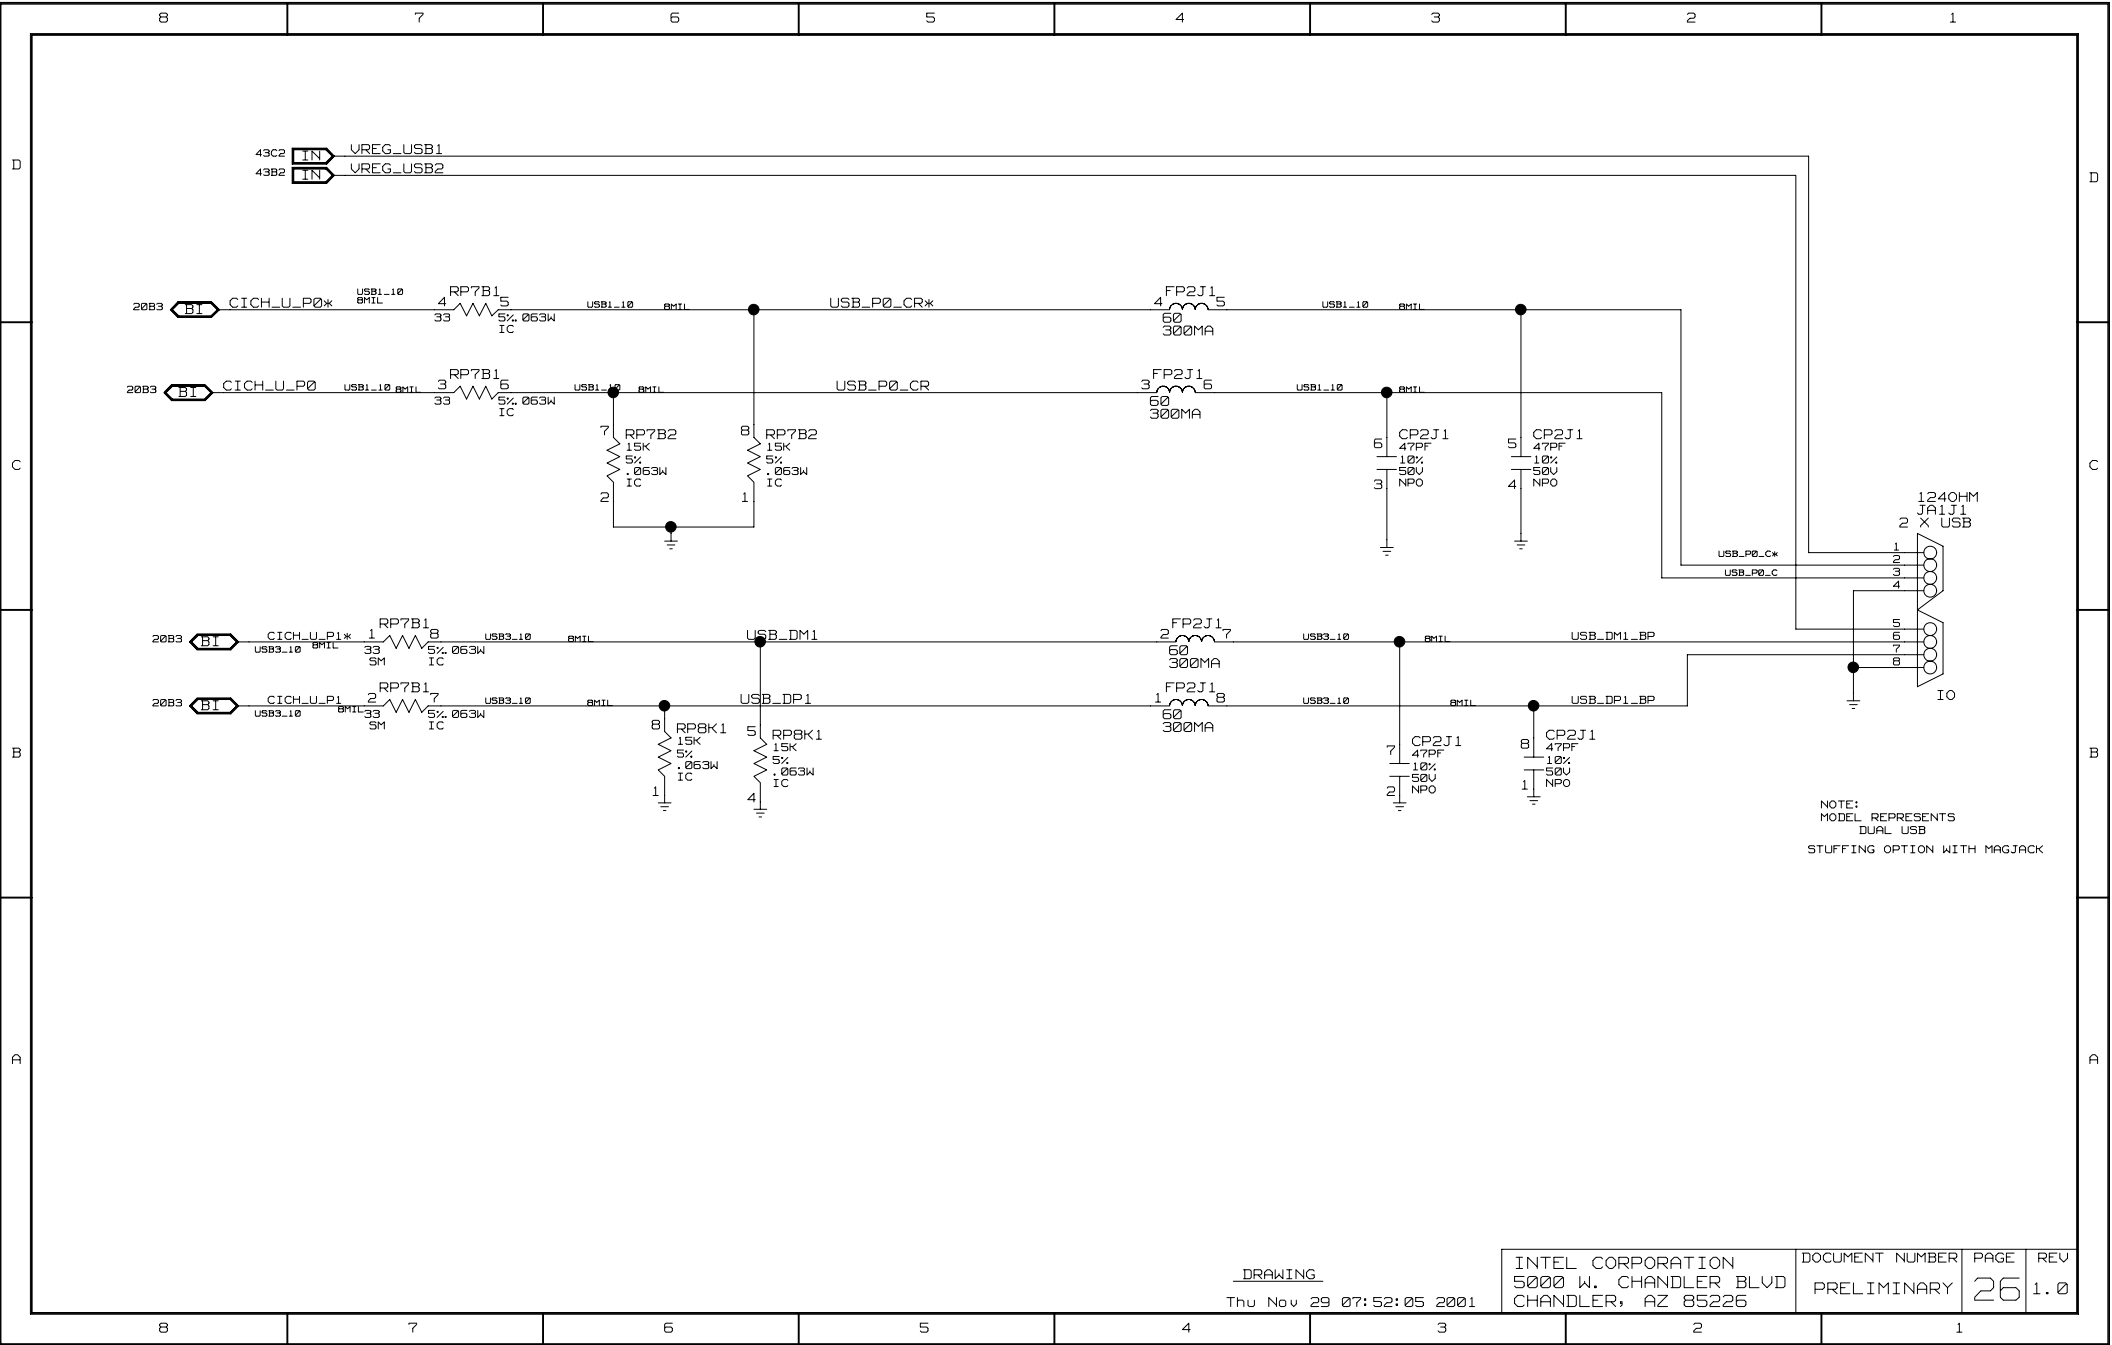 8 7 6 5 4 3 2 1
D
D
43C2 IN VREG_USB1
43B2 IN VREG_USB2
20B3 BI CICH_U_P0* USB1_10 8MIL
RP7B1
4 5
33 5% .063W
IC
USB1_10 8MIL
USB_P0_CR*
FP2J1
4 5
60
300MA
USB1_10 8MIL
20B3 BI CICH_U_P0 USB1_10 8MIL
RP7B1
3 6
33 5% .063W
IC
USB1_10 8MIL
USB_P0_CR
FP2J1
3 6
60
300MA
USB1_10 8MIL
C
C
7 RP7B2
15K
5%
.063W
IC
2
8 RP7B2
15K
5%
.063W
IC
1
6 CP2J1
47PF
10%
50V
NPO
3
5 CP2J1
47PF
10%
50V
NPO
4
124OHM
JA1J1
2 X USB
USB_P0_C*
USB_P0_C
1
2
3
4
5
6
7
8
IO
20B3 BI CICH_U_P1*
USB3_10 8MIL
RP7B1
1 8
33 5% .063W
SM IC
USB3_10 8MIL
USB_DM1
FP2J1
2 7
60
300MA
USB3_10 8MIL
USB_DM1_BP
20B3 BI CICH_U_P1
USB3_10 8MIL
RP7B1
2 7
33 5% .063W
SM IC
USB3_10 8MIL
USB_DP1
FP2J1
1 8
60
300MA
USB3_10 8MIL
USB_DP1_BP
B
B
8 RP8K1
15K
5%
.063W
IC
1
5 RP8K1
15K
5%
.063W
IC
4
7 CP2J1
47PF
10%
50V
NPO
2
8 CP2J1
47PF
10%
50V
NPO
1
NOTE:
MODEL REPRESENTS
DUAL USB
STUFFING OPTION WITH MAGJACK
A
A
DRAWING
Thu Nov 29 07:52:05 2001
INTEL CORPORATION
5000 W. CHANDLER BLVD
CHANDLER, AZ 85226
DOCUMENT NUMBER
PRELIMINARY
PAGE
26
REV
1.0
8 7 6 5 4 3 2 1